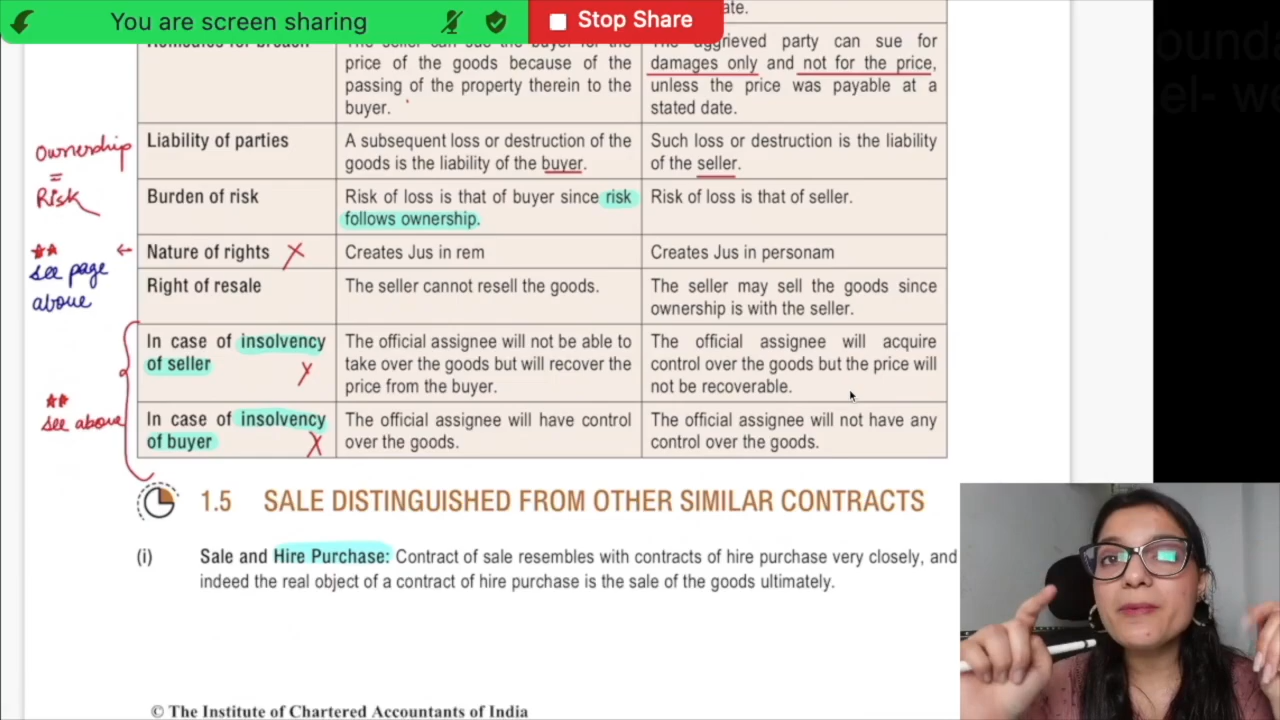 You are screen sharing
Stop Share
ate.
Remedies for breach
The seller can sue the buyer for the
price of the goods because of the
passing of the property therein to the
buyer.
The aggrieved party can sue for
damages only and not for the price,
unless the price was payable at a
stated date.
ownership
=
Risk
Liability of parties
A subsequent loss or destruction of the
goods is the liability of the buyer.
Such loss or destruction is the liability
of the seller.
Burden of risk
Risk of loss is that of buyer since risk
follows ownership.
Risk of loss is that of seller.
see page
above
Nature of rights
Creates Jus in rem
Creates Jus in personam
Right of resale
The seller cannot resell the goods.
The seller may sell the goods since
ownership is with the seller.
see above
In case of insolvency
of seller
The official assignee will not be able to
take over the goods but will recover the
price from the buyer.
The official assignee will acquire
control over the goods but the price will
not be recoverable.
In case of insolvency
of buyer
The official assignee will have control
over the goods.
The official assignee will not have any
control over the goods.
1.5 SALE DISTINGUISHED FROM OTHER SIMILAR CONTRACTS
(i) Sale and Hire Purchase: Contract of sale resembles with contracts of hire purchase very closely, and
indeed the real object of a contract of hire purchase is the sale of the goods ultimately.
© The Institute of Chartered Accountants of India